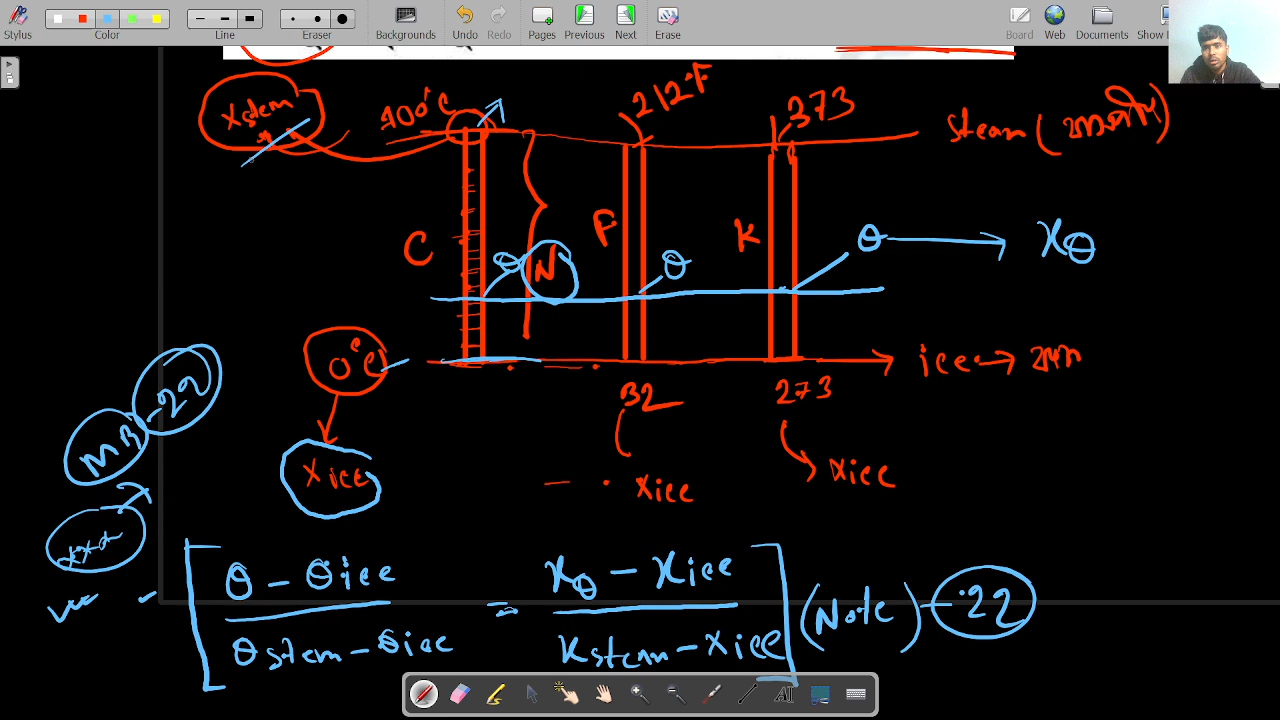 Stylus Color Line Eraser Backgrounds Undo Redo Pages Previous Next Erase Board Web Documents
Xstem 100°C 212°F 373 steam (
C F K
θ N θ θ → xθ
0°C ice →
32 273
Xice Xice Xice
MB -22
θ - θice = xθ - xice
θstem - θice Xstem - xice
(Note) - 22
AI